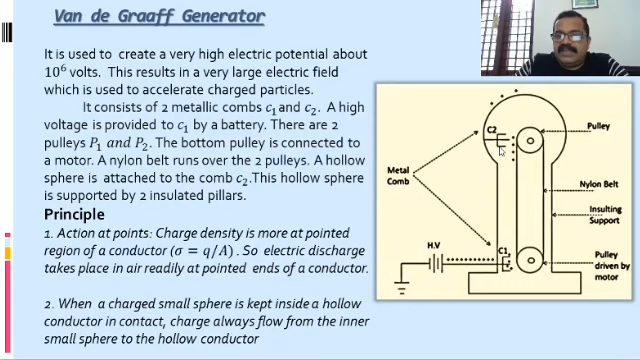 Van de Graaff Generator
It is used to create a very high electric potential about
10⁶ volts. This results in a very large electric field
which is used to accelerate charged particles.
It consists of 2 metallic combs c₁ and c₂. A high
voltage is provided to c₁ by a battery. There are 2
pulleys P₁ and P₂. The bottom pulley is connected to
a motor. A nylon belt runs over the 2 pulleys. A hollow
sphere is attached to the comb c₂.This hollow sphere
is supported by 2 insulated pillars.
Principle
1. Action at points: Charge density is more at pointed
region of a conductor (σ = q/A). So electric discharge
takes place in air readily at pointed ends of a conductor.
2. When a charged small sphere is kept inside a hollow
conductor in contact, charge always flow from the inner
small sphere to the hollow conductor
C2
Pulley
Metal
Comb
Nylon Belt
Insulting
Support
H.V
C1
Pulley
driven by
motor